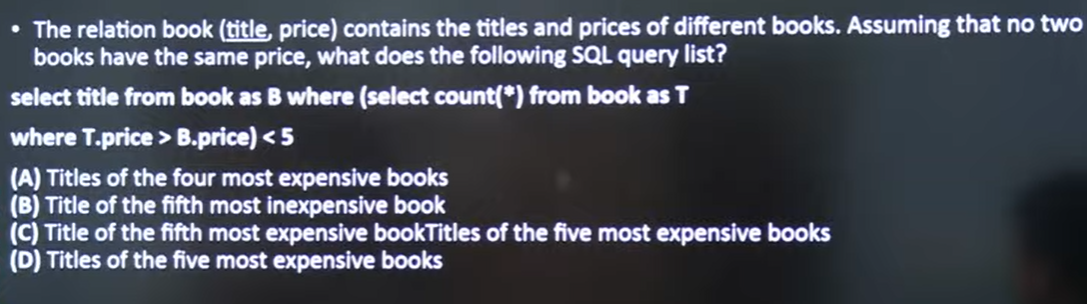 • The relation book (title, price) contains the titles and prices of different books. Assuming that no two
books have the same price, what does the following SQL query list?
select title from book as B where (select count(*) from book as T
where T.price > B.price) < 5
(A) Titles of the four most expensive books
(B) Title of the fifth most inexpensive book
(C) Title of the fifth most expensive bookTitles of the five most expensive books
(D) Titles of the five most expensive books